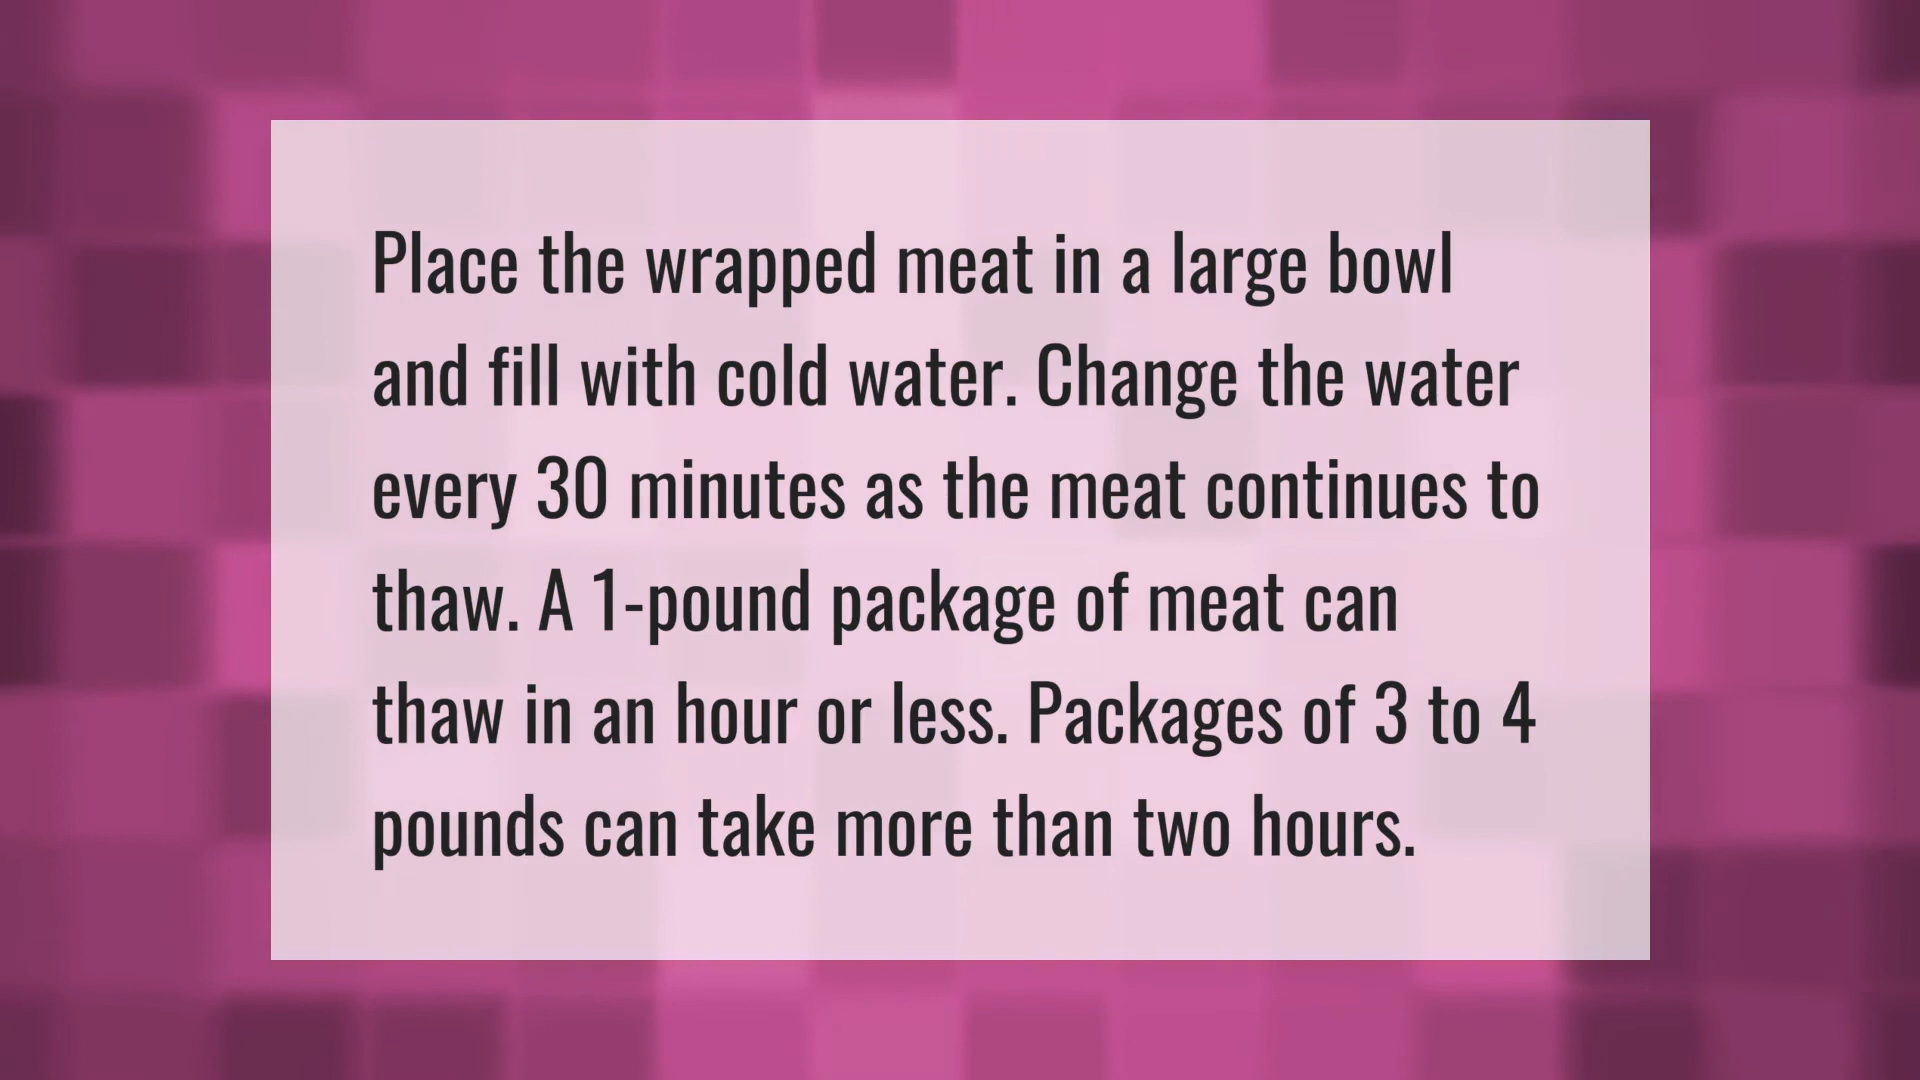 Place the wrapped meat in a large bowl
and fill with cold water. Change the water
every 30 minutes as the meat continues to
thaw. A 1-pound package of meat can
thaw in an hour or less. Packages of 3 to 4
pounds can take more than two hours.